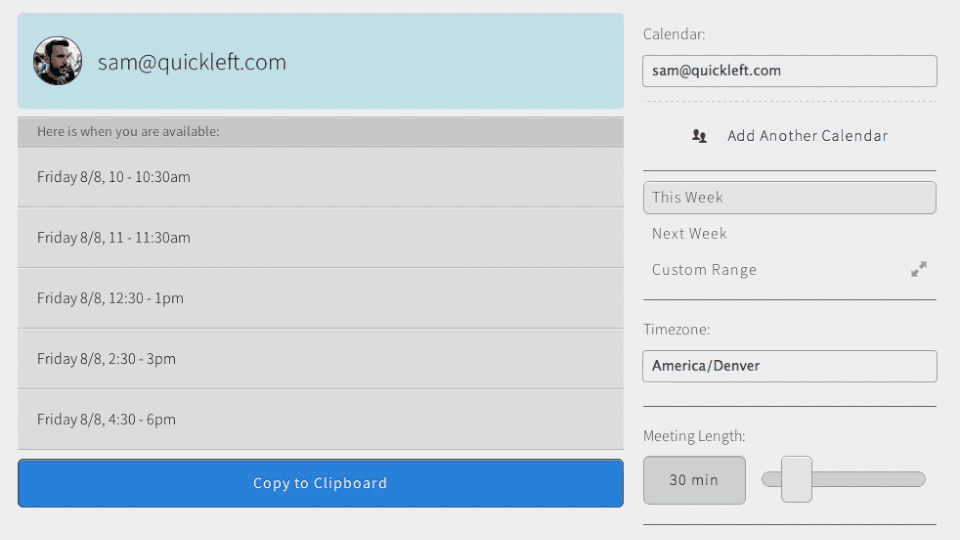 sam@quickleft.com
Here is when you are available:
Friday 8/8, 10 - 10:30am
Friday 8/8, 11 - 11:30am
Friday 8/8, 12:30 - 1pm
Friday 8/8, 2:30 - 3pm
Friday 8/8, 4:30 - 6pm
Copy to Clipboard
Calendar:
sam@quickleft.com
Add Another Calendar
This Week
Next Week
Custom Range
Timezone:
America/Denver
Meeting Length:
30 min